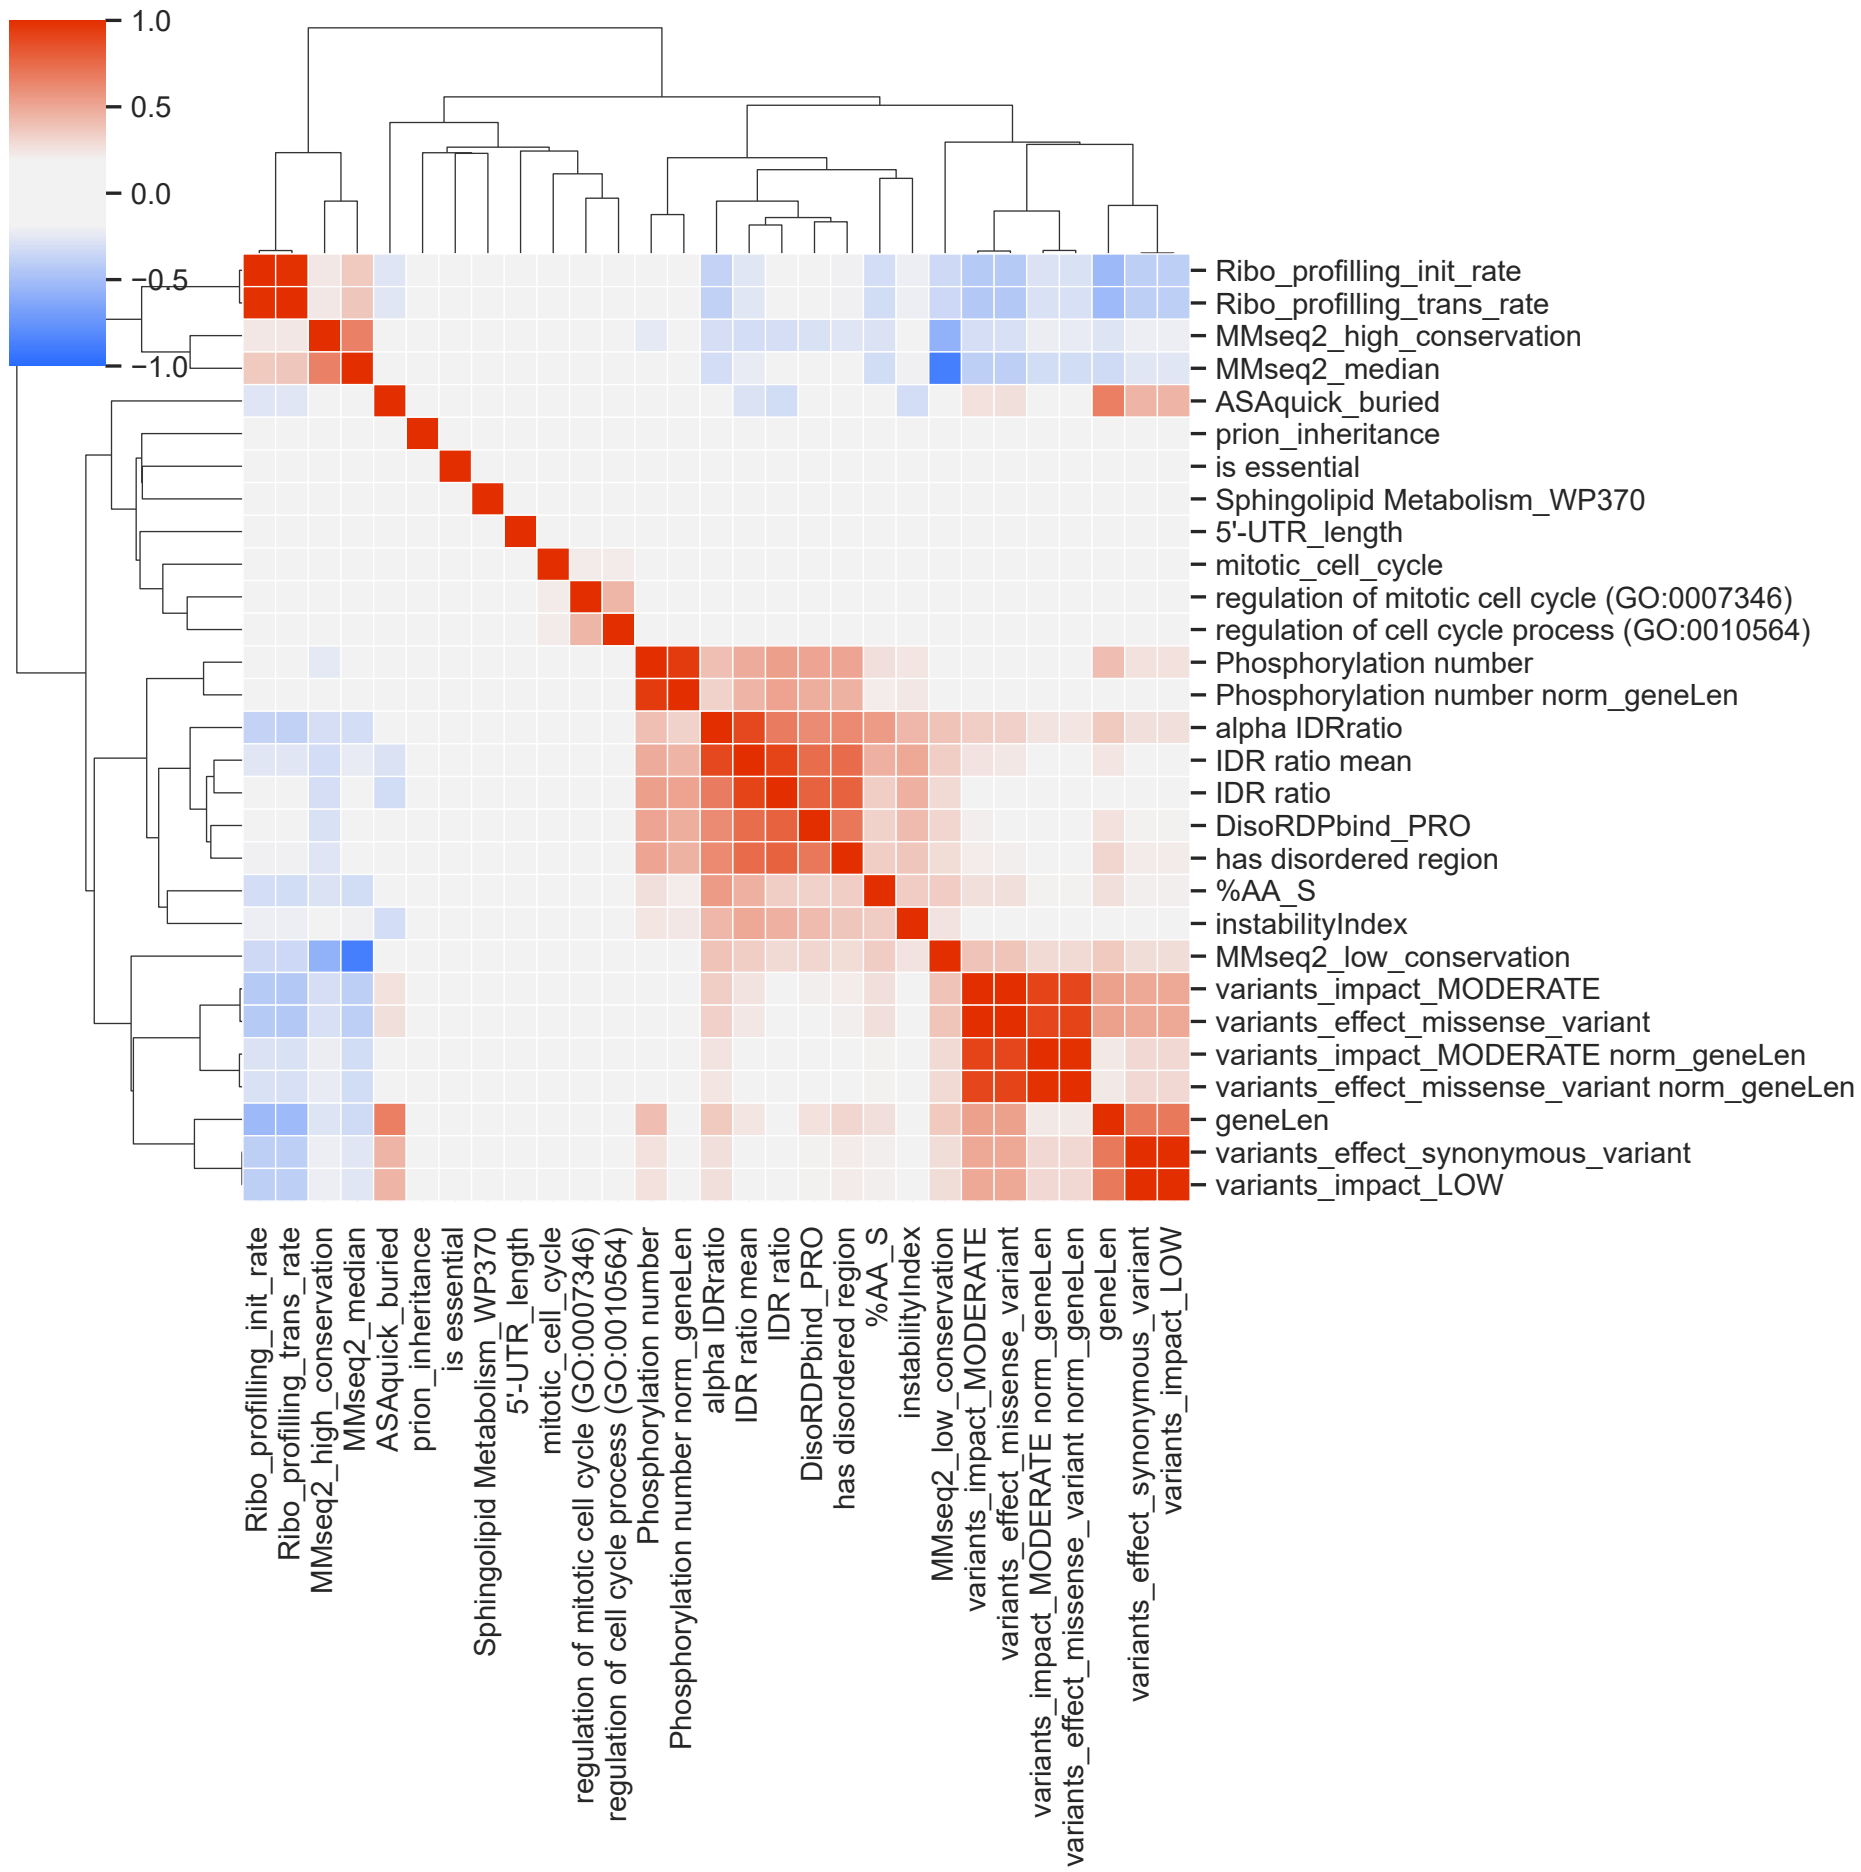 1.0
0.5
0.0
−0.5
−1.0
Ribo_profilling_init_rate
Ribo_profilling_trans_rate
MMseq2_high_conservation
MMseq2_median
ASAquick_buried
prion_inheritance
is essential
Sphingolipid Metabolism_WP370
5'-UTR_length
mitotic_cell_cycle
regulation of mitotic cell cycle (GO:0007346)
regulation of cell cycle process (GO:0010564)
Phosphorylation number
Phosphorylation number norm_geneLen
alpha IDRratio
IDR ratio mean
IDR ratio
DisoRDPbind_PRO
has disordered region
%AA_S
instabilityIndex
MMseq2_low_conservation
variants_impact_MODERATE
variants_effect_missense_variant
variants_impact_MODERATE norm_geneLen
variants_effect_missense_variant norm_geneLen
geneLen
variants_effect_synonymous_variant
variants_impact_LOW
Ribo_profilling_init_rate
Ribo_profilling_trans_rate
MMseq2_high_conservation
MMseq2_median
ASAquick_buried
prion_inheritance
is essential
Sphingolipid Metabolism_WP370
5'-UTR_length
mitotic_cell_cycle
regulation of mitotic cell cycle (GO:0007346)
regulation of cell cycle process (GO:0010564)
Phosphorylation number
Phosphorylation number norm_geneLen
alpha IDRratio
IDR ratio mean
IDR ratio
DisoRDPbind_PRO
has disordered region
%AA_S
instabilityIndex
MMseq2_low_conservation
variants_impact_MODERATE
variants_effect_missense_variant
variants_impact_MODERATE norm_geneLen
variants_effect_missense_variant norm_geneLen
geneLen
variants_effect_synonymous_variant
variants_impact_LOW